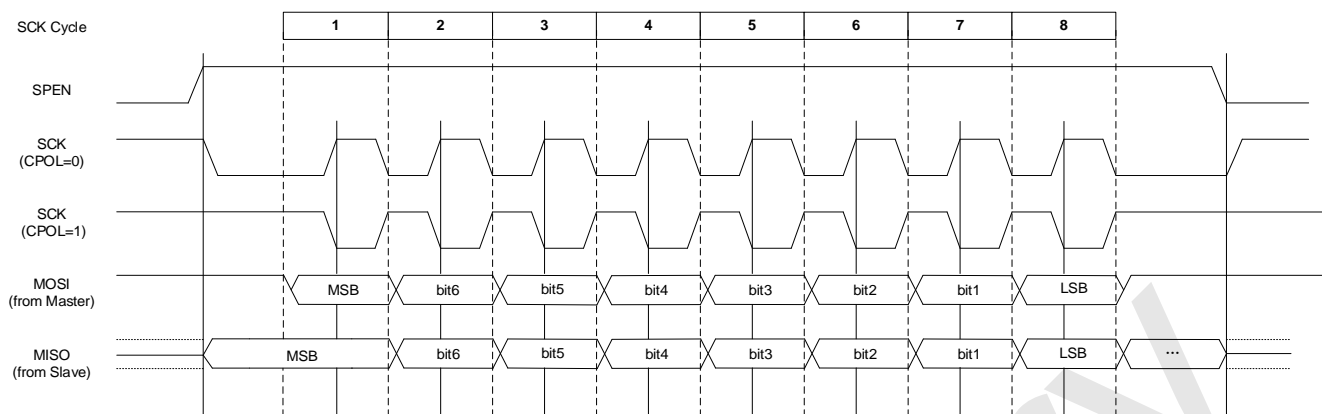 SCK Cycle 1 2 3 4 5 6 7 8
SPEN
SCK
(CPOL=0)
SCK
(CPOL=1)
MOSI
(from Master)
MSB bit6 bit5 bit4 bit3 bit2 bit1 LSB
MISO
(from Slave)
MSB bit6 bit5 bit4 bit3 bit2 bit1 LSB ...